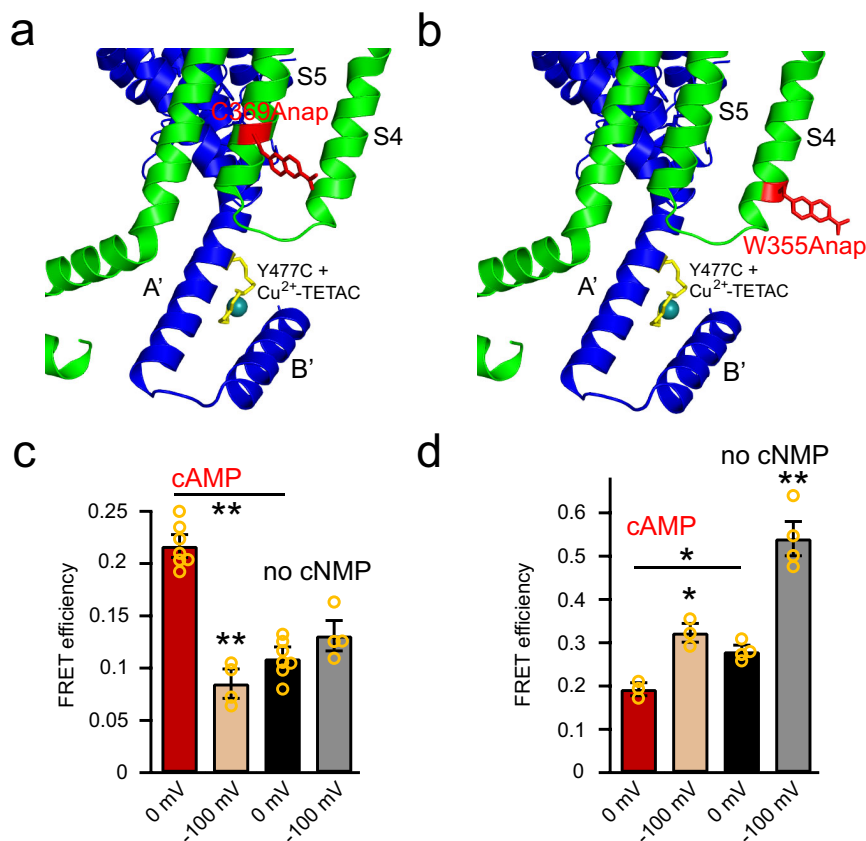 a
S5
C369Anap
S4
Y477C +
Cu²⁺-TETAC
A’
B’
b
S5
S4
W355Anap
Y477C +
Cu²⁺-TETAC
A’
B’
c
cAMP
**
no cNMP
**
FRET efficiency
0.25
0.2
0.15
0.1
0.05
0
0 mV
-100 mV
0 mV
-100 mV
d
no cNMP
**
cAMP
*
*
FRET efficiency
0.6
0.5
0.4
0.3
0.2
0.1
0
0 mV
-100 mV
0 mV
-100 mV